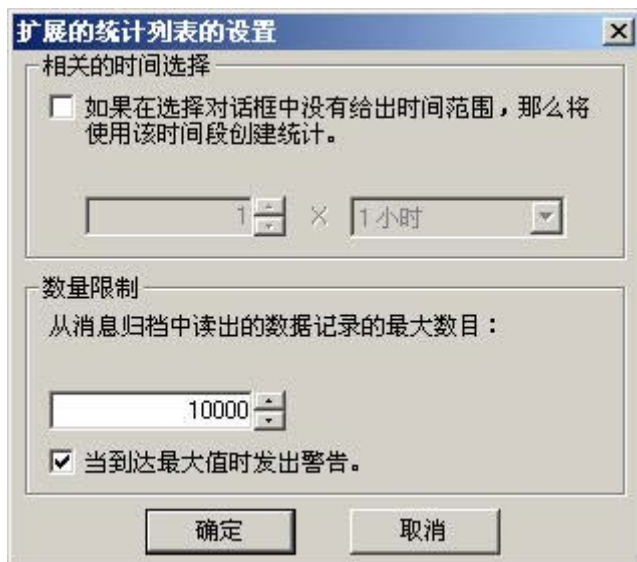 扩展的统计列表的设置
相关的时间选择
如果在选择对话框中没有给出时间范围，那么将
使用该时间段创建统计。
1 × 1小时
数量限制
从消息归档中读出的数据记录的最大数目：
10000
当到达最大值时发出警告。
确定 取消